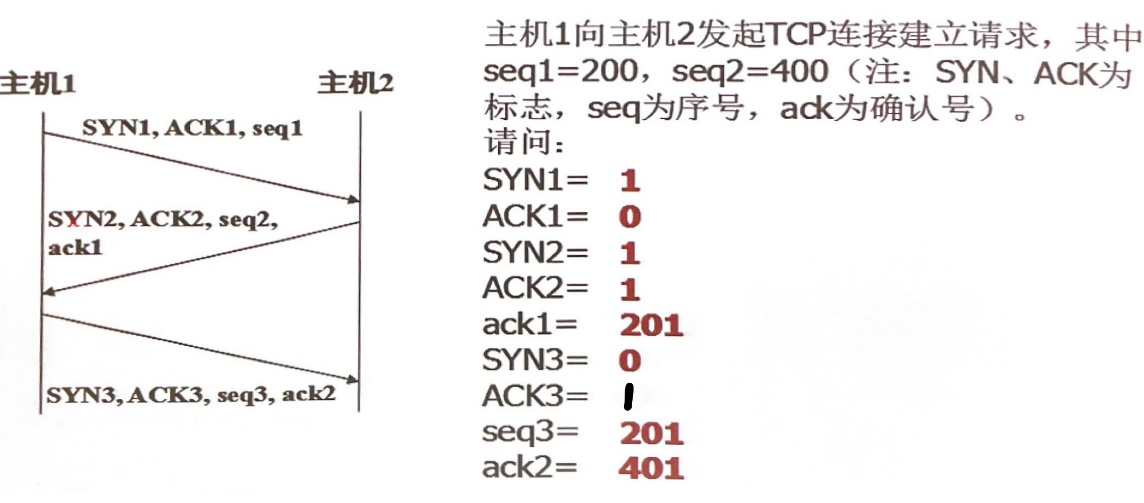 主机1向主机2发起TCP连接建立请求，其中
seq1=200，seq2=400（注：SYN、ACK为
标志，seq为序号，ack为确认号）。
请问：
SYN1= 1
ACK1= 0
SYN2= 1
ACK2= 1
ack1= 201
SYN3= 0
ACK3= 1
seq3= 201
ack2= 401
主机1
主机2
SYN1, ACK1, seq1
SYN2, ACK2, seq2,
ack1
SYN3, ACK3, seq3, ack2